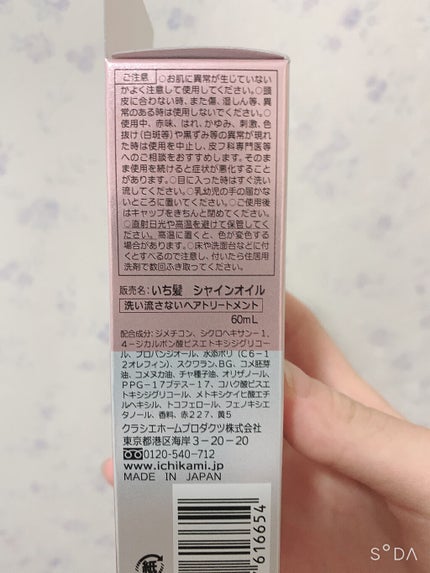 ご注意 ○お肌に異常が生じていない
かよく注意して使用してください。○頭
皮に合わない時、また傷、湿しん等、異
常のある時は使用しないでください。○
使用中、赤味、はれ、かゆみ、刺激、色
抜け(白斑等)や黒ずみ等の異常が現れ
た時は使用を中止し、皮フ科専門医等
へのご相談をおすすめします。そのまま
使用を続けると症状が悪化すること
があります。○目に入った時はすぐ洗い
流してください。○乳幼児の手の届かな
いところに置いてください。○ご使用後
はキャップをきちんと閉めてください。
○直射日光や高温を避けて保管してく
ださい。高温に置くと、色が変色する
場合があります。○床や洗面台などに付
くとすべるので注意し、付いたら住居用
洗剤で数回ふき取ってください。
販売名:いち髪 シャインオイル
洗い流さないヘアトリートメント
60mL
配合成分:ジメチコン、シクロヘキサン-1,
4-ジカルボン酸ビスエトキシジグリコー
ル、プロパンジオール、水添ポリ(C6-1
2オレフィン)、スクワラン、BG、コメ胚芽
油、コメヌカ油、チャ種子油、オリザノール、
PPG-17ブテス-17、コハク酸ビスエ
トキシジグリコール、メトキシケイヒ酸エチ
ルヘキシル、トコフェロール、フェノキシエ
タノール、香料、赤227、黄5
クラシエホームプロダクツ株式会社
東京都港区海岸3-20-20
0120-540-712
www.ichikami.jp
MADE IN JAPAN
616654
紙
SODA